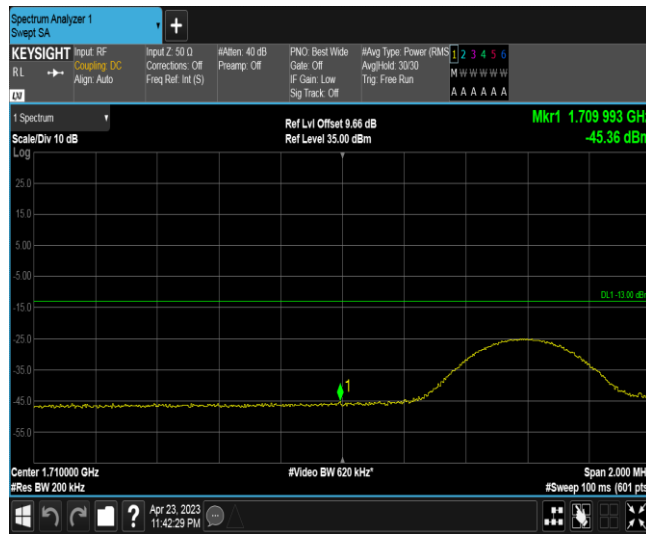 Spectrum Analyzer 1
Swept SA
KEYSIGHT
RL
LXI
Input: RF
Coupling: DC
Align: Auto
Input Z: 50 Ω
Corrections: Off
Freq Ref: Int (S)
#Atten: 40 dB
Preamp: Off
PNO: Best Wide
Gate: Off
IF Gain: Low
Sig Track: Off
#Avg Type: Power (RMS
Avg|Hold: 30/30
Trig: Free Run
1 2 3 4 5 6
M W W W W W
A A A A A A
1 Spectrum
Scale/Div 10 dB
Log
Ref Lvl Offset 9.66 dB
Ref Level 35.00 dBm
Mkr1 1.709 993 GHz
-45.36 dBm
25.0
15.0
5.00
-5.00
-15.0
-25.0
-35.0
-45.0
-55.0
DL1 -13.00 dBm
1
Center 1.710000 GHz
#Res BW 200 kHz
#Video BW 620 kHz*
Span 2.000 MH
#Sweep 100 ms (601 pts
?
Apr 23, 2023
11:42:29 PM